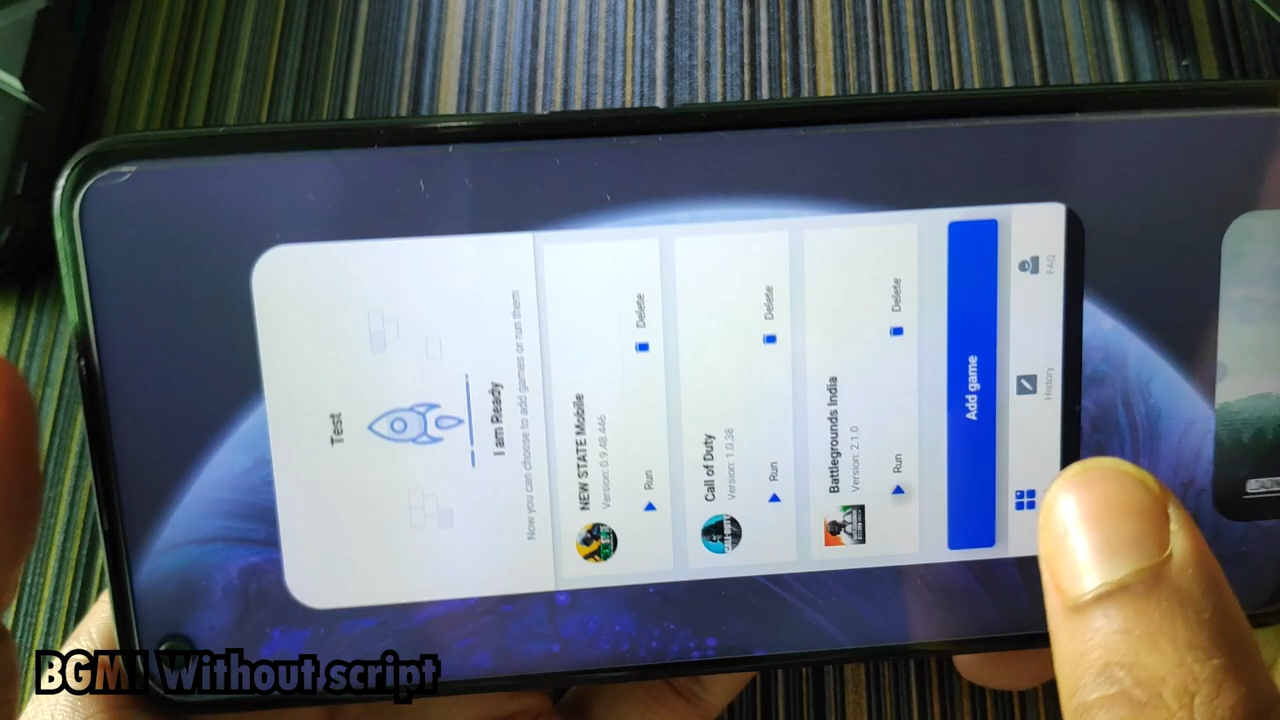 Test
I am Ready
Now you can choose to add games or run them
NEW STATE Mobile
Version: 0.9.48.446
Run
Delete
Call of Duty
Version: 1.0.38
Run
Delete
Battlegrounds India
Version: 2.1.0
Run
Delete
Add game
History
FAQ
BGMI Without script